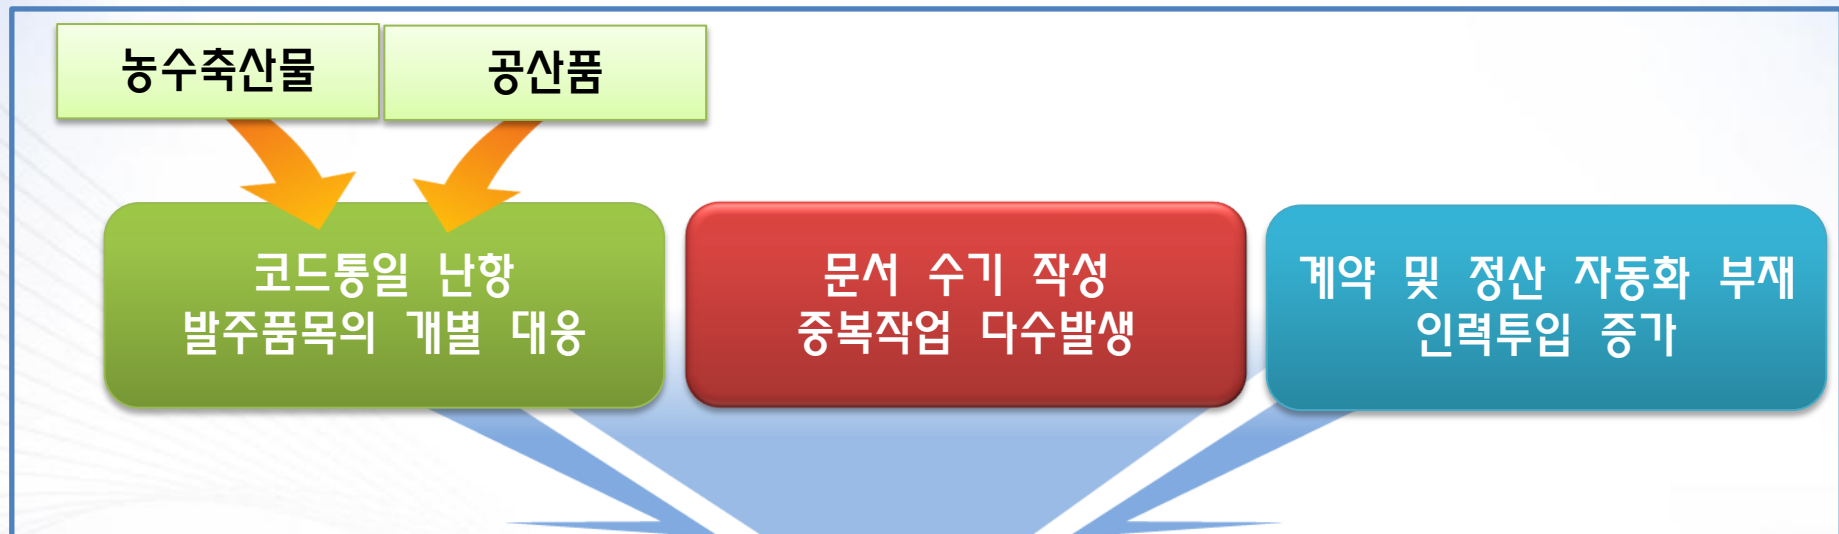 농수축산물
공산품
코드통일 난항
발주품목의 개별 대응
문서 수기 작성
중복작업 다수발생
계약 및 정산 자동화 부재
인력투입 증가